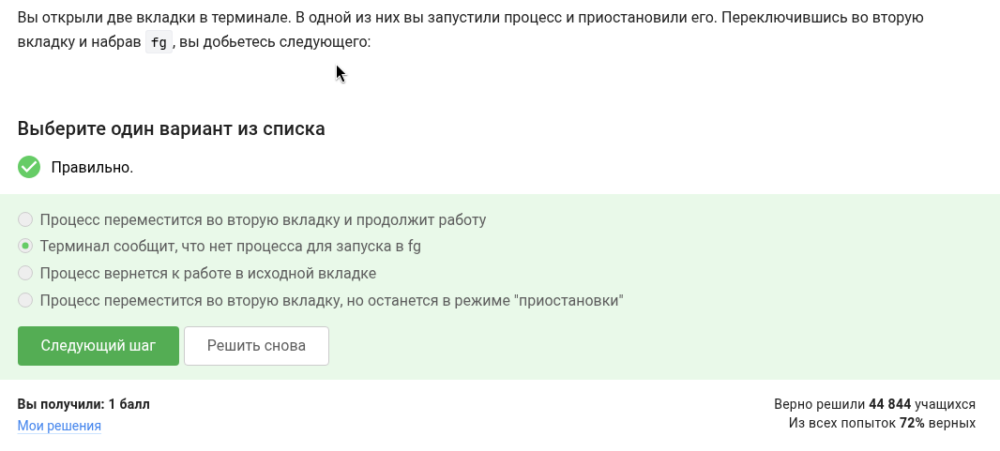 Вы открыли две вкладки в терминале. В одной из них вы запустили процесс и приостановили его. Переключившись во вторую
вкладку и набрав fg, вы добьетесь следующего:
Выберите один вариант из списка
Правильно.
Процесс переместится во вторую вкладку и продолжит работу
Терминал сообщит, что нет процесса для запуска в fg
Процесс вернется к работе в исходной вкладке
Процесс переместится во вторую вкладку, но останется в режиме "приостановки"
Следующий шаг
Решить снова
Вы получили: 1 балл
Мои решения
Верно решили 44 844 учащихся
Из всех попыток 72% верных